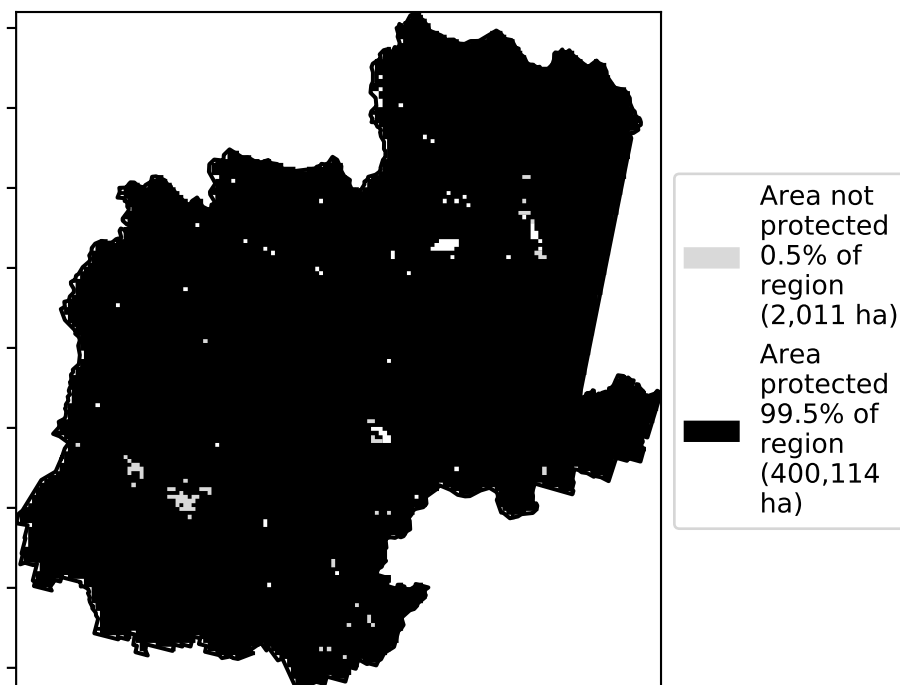 Area not
protected
0.5% of
region
(2,011 ha)
Area
protected
99.5% of
region
(400,114
ha)